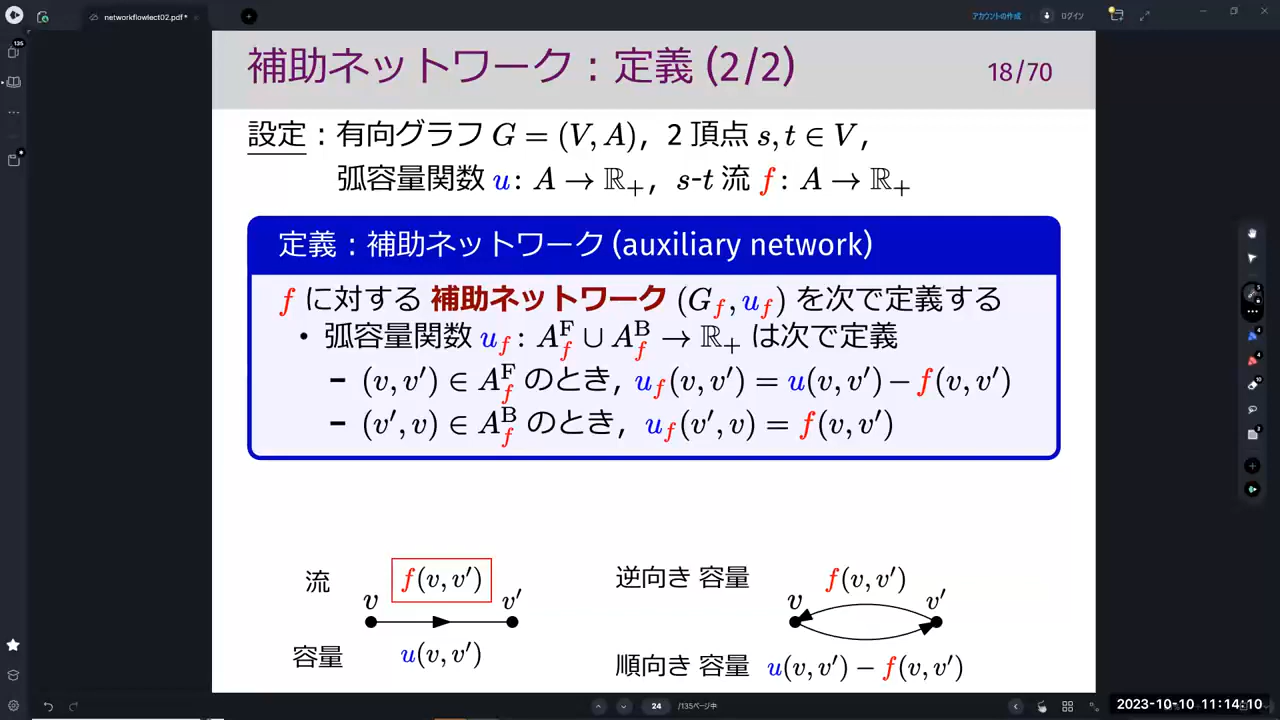 networkflowlect02.pdf*
アカウントの作成
ログイン
135
補助ネットワーク：定義 (2/2)
18/70
設定：有向グラフ G = (V, A), 2 頂点 s, t ∈ V,
弧容量関数 u: A → ℝ₊, s-t 流 f: A → ℝ₊
定義：補助ネットワーク (auxiliary network)
f に対する 補助ネットワーク (G_f, u_f) を次で定義する
• 弧容量関数 u_f: A_f^F ∪ A_f^B → ℝ₊ は次で定義
– (v, v′) ∈ A_f^F のとき, u_f(v, v′) = u(v, v′) − f(v, v′)
– (v′, v) ∈ A_f^B のとき, u_f(v′, v) = f(v, v′)
流 f(v, v′)
v v′
容量 u(v, v′)
逆向き 容量 f(v, v′)
v v′
順向き 容量 u(v, v′) − f(v, v′)
24 /135ページ中
2023-10-10 11:14:10